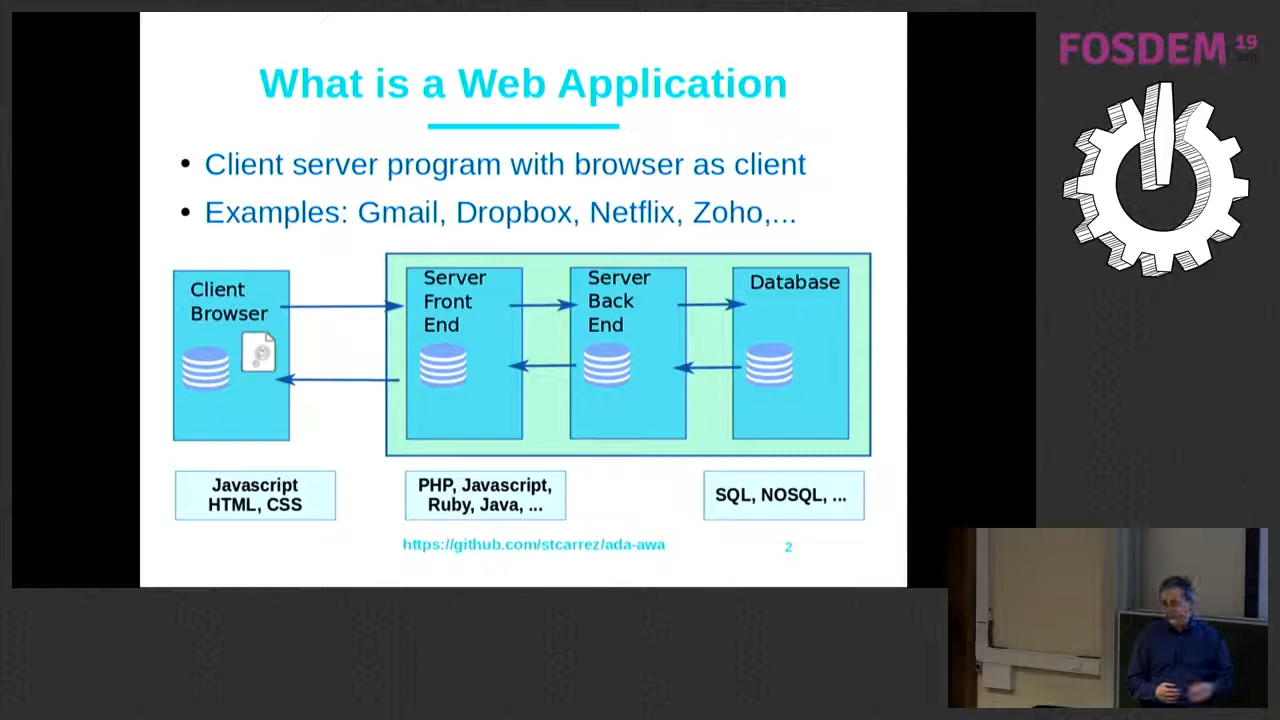 What is a Web Application
• Client server program with browser as client
• Examples: Gmail, Dropbox, Netflix, Zoho,...
Client
Browser
Server
Front
End
Server
Back
End
Database
Javascript
HTML, CSS
PHP, Javascript,
Ruby, Java, ...
SQL, NOSQL, ...
https://github.com/stcarrez/ada-awa
2
FOSDEM 19